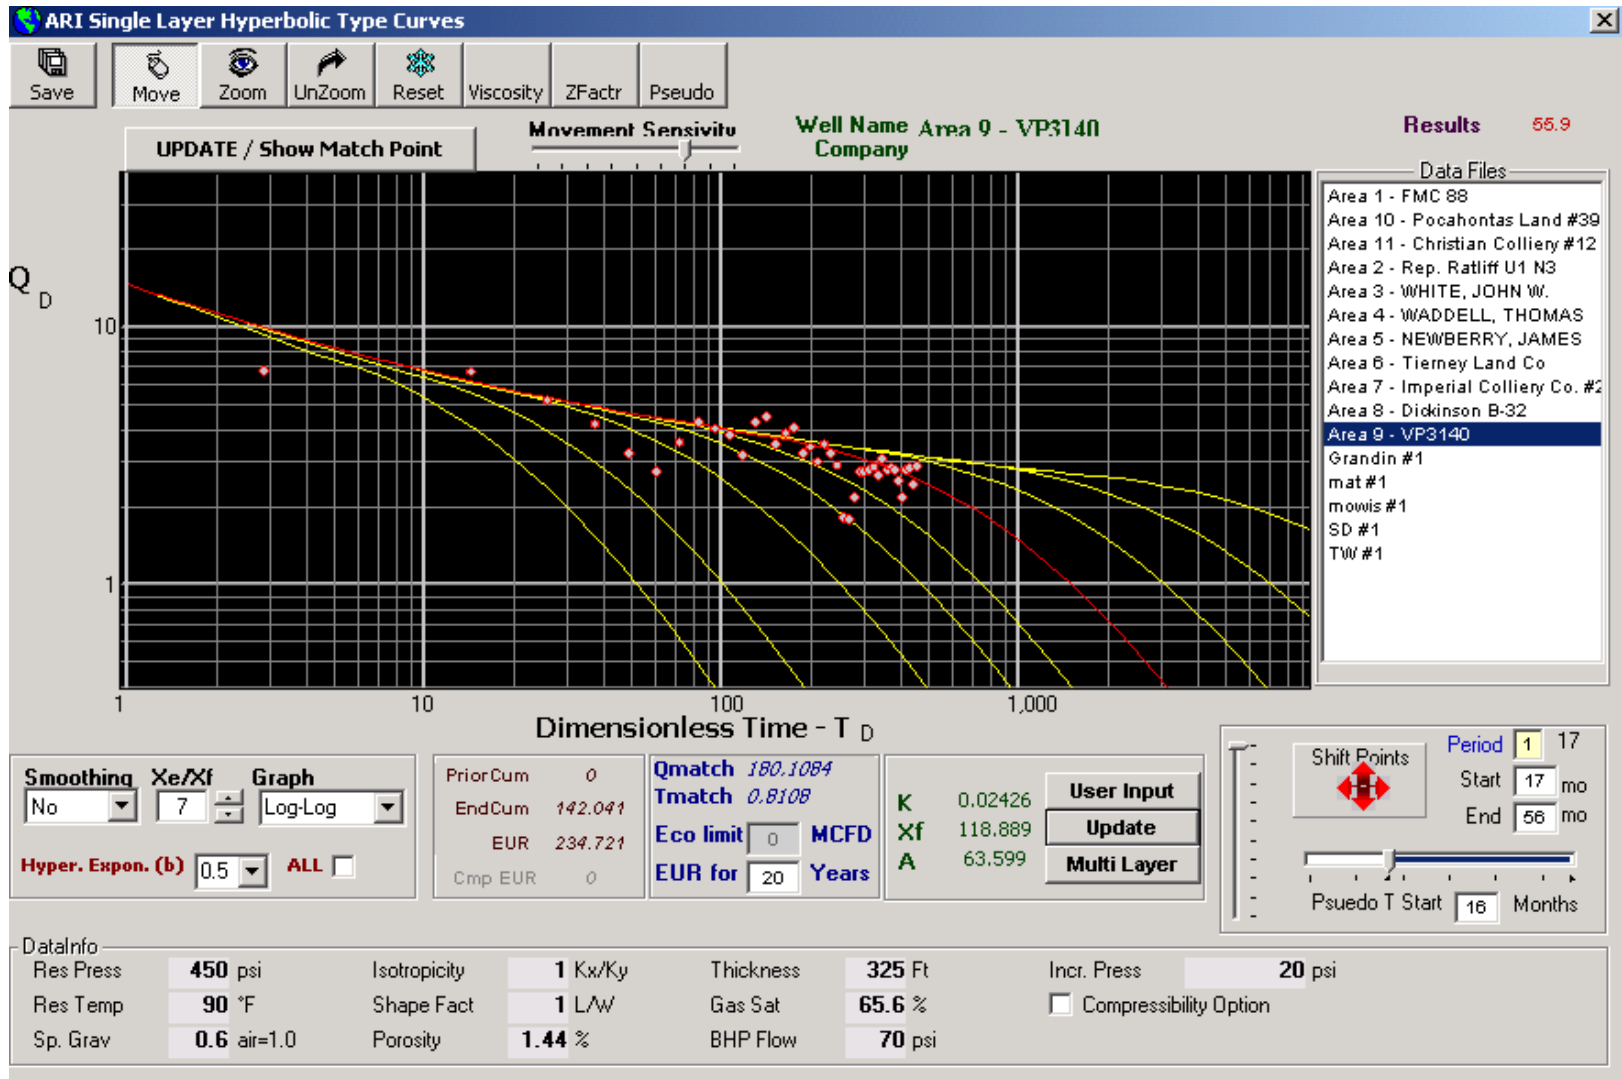 ARI Single Layer Hyperbolic Type Curves
Save Move Zoom UnZoom Reset Viscosity ZFactr Pseudo
UPDATE / Show Match Point
Movement Sensivity
Well Name Area 9 - VP3140
Company
Results 55.9
Data Files
Area 1 - FMC 88
Area 10 - Pocahontas Land #39
Area 11 - Christian Colliery #12
Area 2 - Rep. Ratliff U1 N3
Area 3 - WHITE, JOHN W.
Area 4 - WADDELL, THOMAS
Area 5 - NEWBERRY, JAMES
Area 6 - Tierney Land Co
Area 7 - Imperial Colliery Co. #2
Area 8 - Dickinson B-32
Area 9 - VP3140
Grandin #1
mat #1
mowis #1
SD #1
TW #1
Q D
10
1
1 10 100 1,000
Dimensionless Time - T D
Smoothing Xe/Xf Graph
No 7 Log-Log
Hyper. Expon. (b) 0.5 ALL
PriorCum 0
EndCum 142.041
EUR 234.721
Cmp EUR 0
Qmatch 180.1084
Tmatch 0.8108
Eco limit 0 MCFD
EUR for 20 Years
K 0.02426
Xf 118.889
A 63.599
User Input
Update
Multi Layer
Shift Points
Period 1 17
Start 17 mo
End 56 mo
Psuedo T Start 16 Months
DataInfo
Res Press 450 psi Isotropicity 1 Kx/Ky Thickness 325 Ft Incr. Press 20 psi
Res Temp 90 °F Shape Fact 1 L/W Gas Sat 65.6 % Compressibility Option
Sp. Grav 0.6 air=1.0 Porosity 1.44 % BHP Flow 70 psi